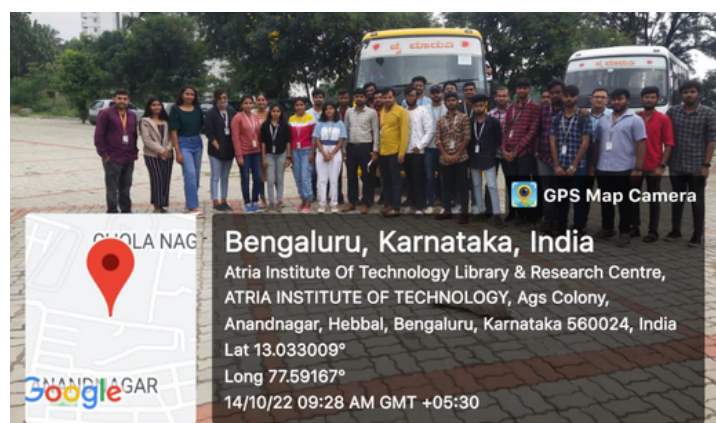 ಜೈ ಮಾರುತಿ
ಜೈ ಮಾರುತಿ
GPS Map Camera
CHOLA NAG
ANANDNAGAR
Google
Bengaluru, Karnataka, India
Atria Institute Of Technology Library & Research Centre,
ATRIA INSTITUTE OF TECHNOLOGY, Ags Colony,
Anandnagar, Hebbal, Bengaluru, Karnataka 560024, India
Lat 13.033009°
Long 77.59167°
14/10/22 09:28 AM GMT +05:30